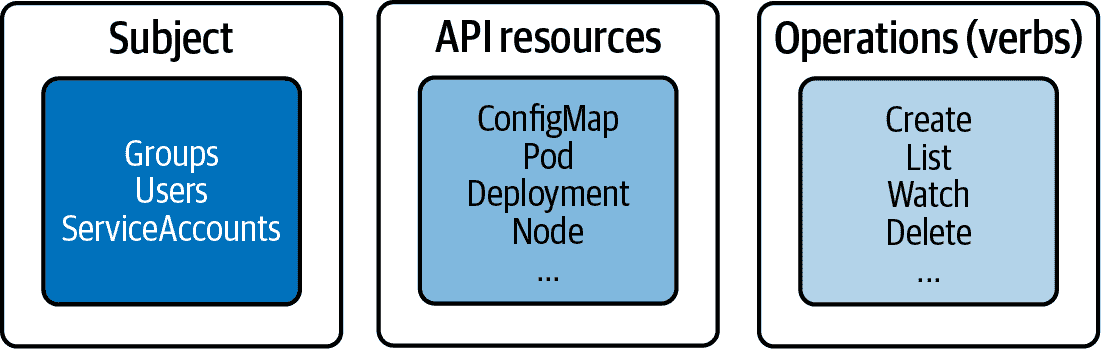 Subject
Groups
Users
ServiceAccounts
API resources
ConfigMap
Pod
Deployment
Node
...
Operations (verbs)
Create
List
Watch
Delete
...